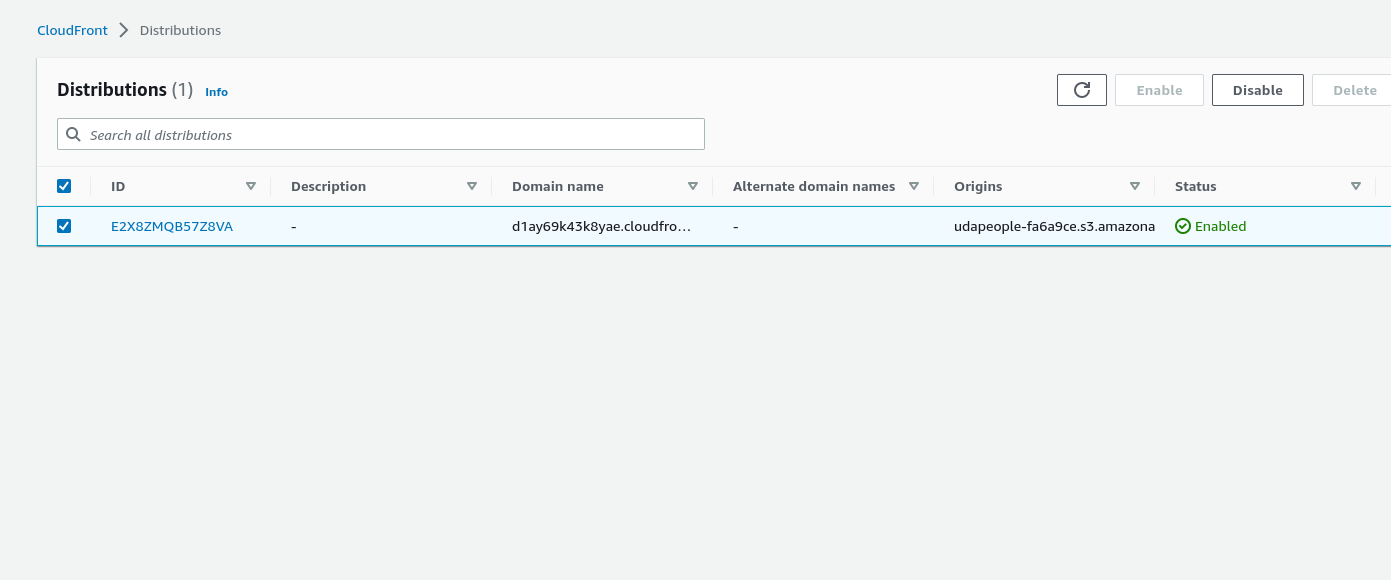 CloudFront Distributions
Distributions (1) Info
Enable Disable Delete
Search all distributions
ID Description Domain name Alternate domain names Origins Status
E2X8ZMQB57Z8VA - d1ay69k43k8yae.cloudfro… - udapeople-fa6a9ce.s3.amazona Enabled